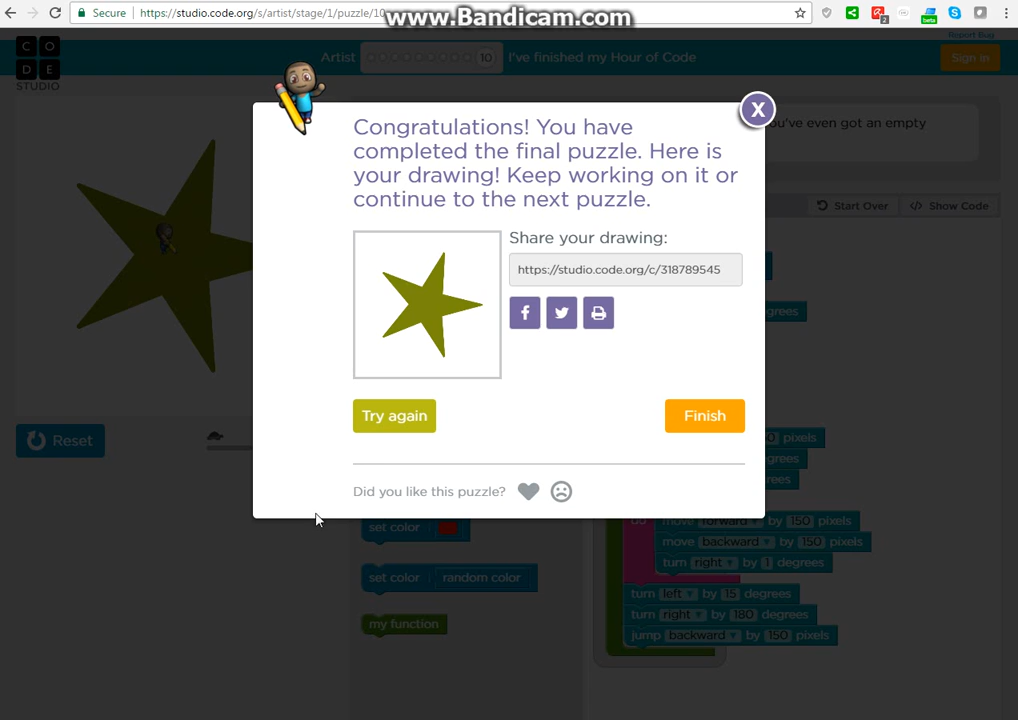 www.Bandicam.com
Secure https://studio.code.org/s/artist/stage/1/puzzle/10
2
beta
Report Bug
C O
D E
STUDIO
Artist 10 I've finished my Hour of Code Sign in
Congratulations! You have
completed the final puzzle. Here is
your drawing! Keep working on it or
continue to the next puzzle.
X
you've even got an empty
Start Over </> Show Code
Share your drawing:
https://studio.code.org/c/318789545
Try again
Finish
Reset
Did you like this puzzle?
pixels
set color
set color random color
my function
move forward by 150 pixels
move backward by 150 pixels
turn right by 1 degrees
turn left by 15 degrees
turn right by 180 degrees
jump backward by 150 pixels